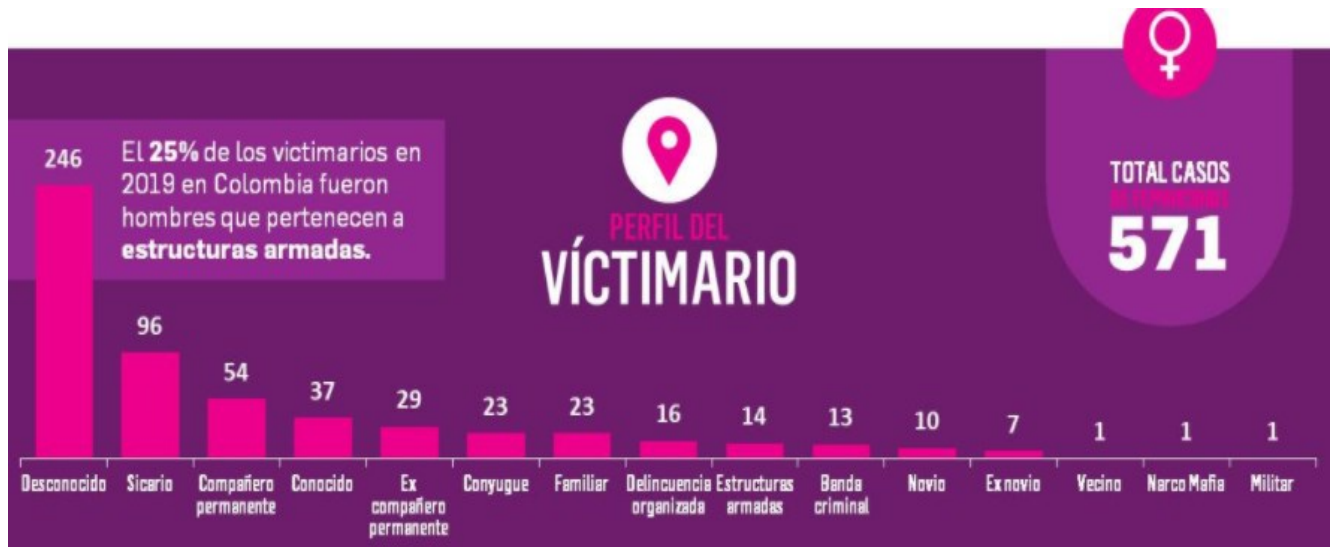 El 25% de los victimarios en
2019 en Colombia fueron
hombres que pertenecen a
estructuras armadas.
PERFIL DEL
VÍCTIMARIO
TOTAL CASOS
571
246
96
54
37
29
23
23
16
14
13
10
7
1
1
1
Desconocido
Sicario
Compañero
permanente
Conocido
Ex
compañero
permanente
Conyugue
Familiar
Delincuencia
organizada
Estructuras
armadas
Banda
criminal
Novio
Ex novio
Vecino
Narco Mafia
Militar